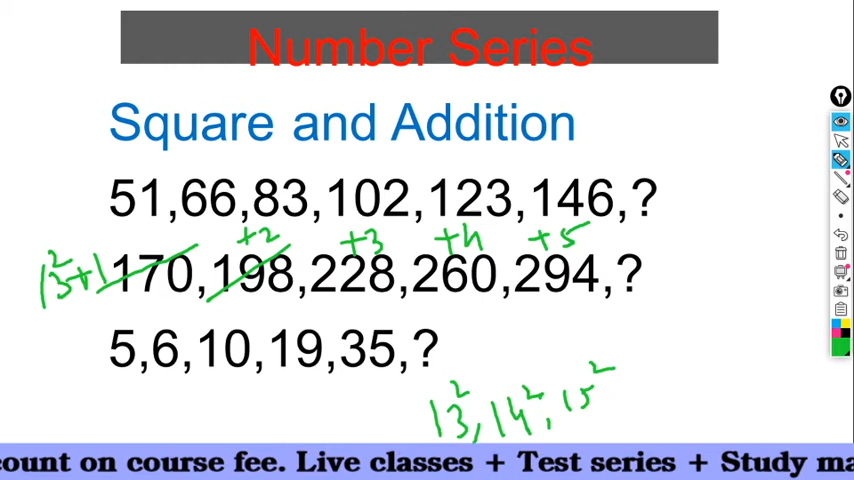 Number Series
Square and Addition
51,66,83,102,123,146,?
+2 +3 +4 +5
13²+1 170,198,228,260,294,?
5,6,10,19,35,?
13², 14², 15²
count on course fee. Live classes + Test series + Study ma